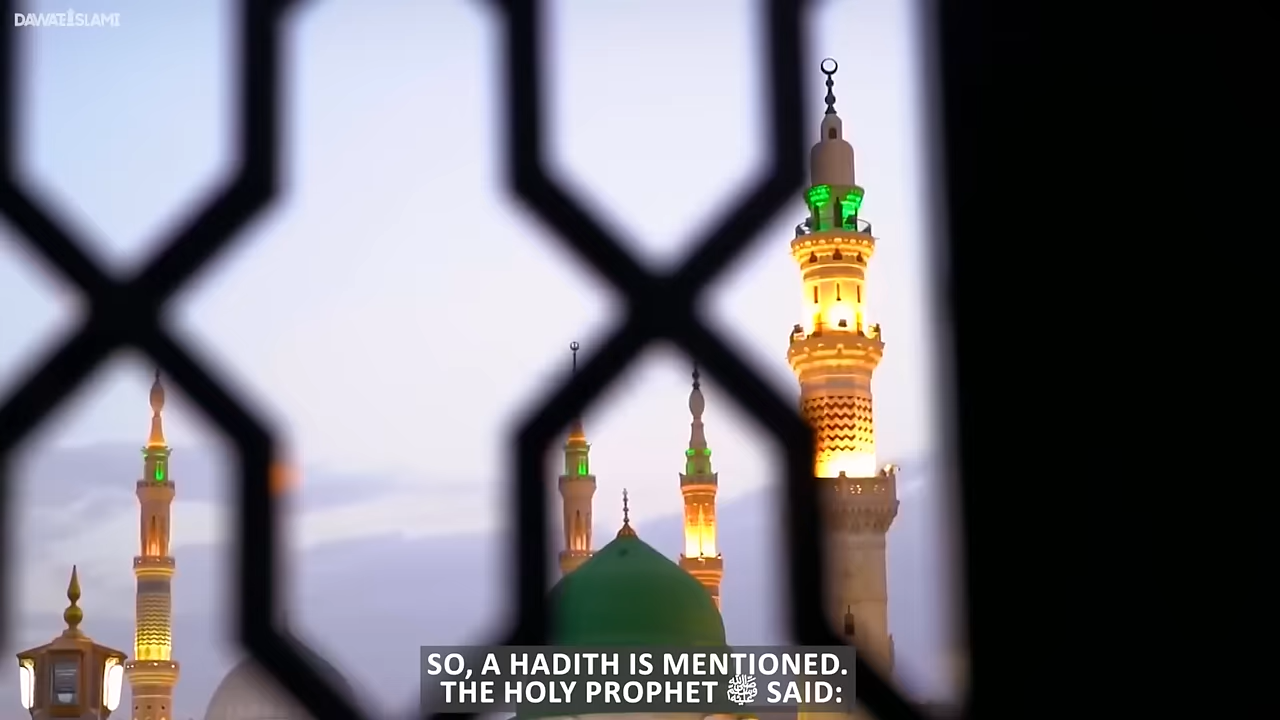 DAWATEISLAMI
SO, A HADITH IS MENTIONED.
THE HOLY PROPHET ﷺ SAID: